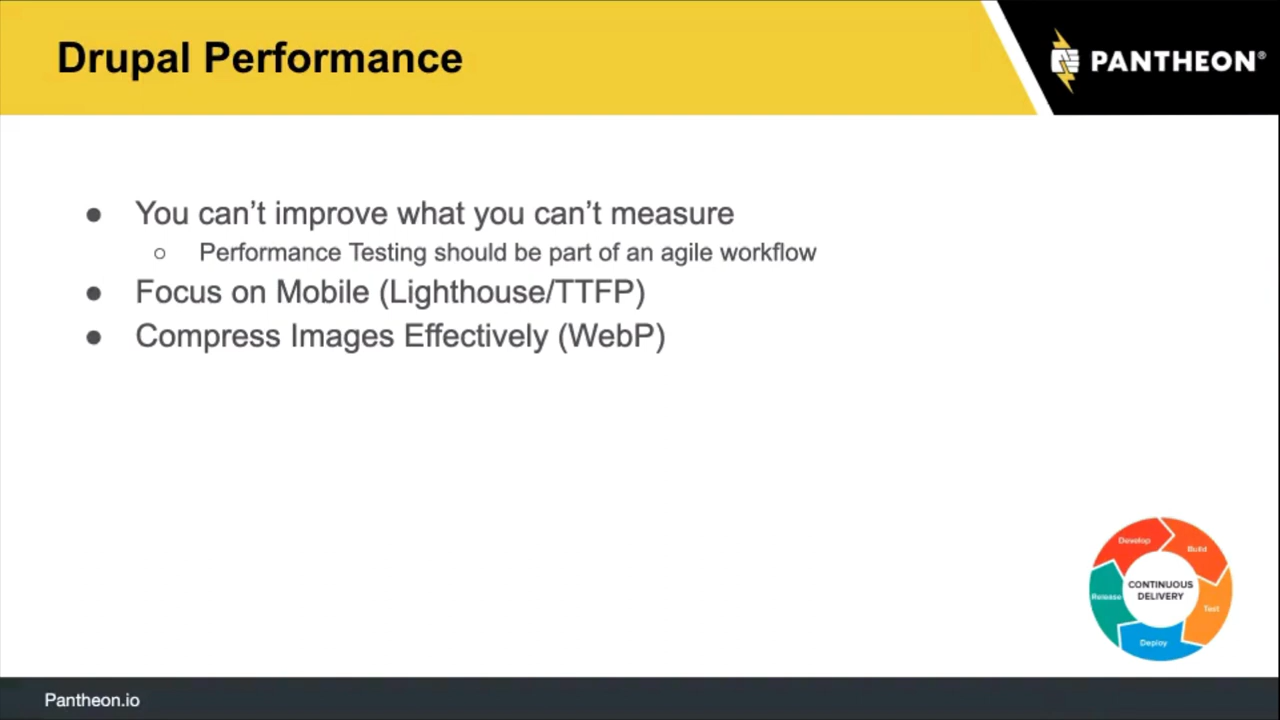 Drupal Performance
PANTHEON®
● You can't improve what you can't measure
○ Performance Testing should be part of an agile workflow
● Focus on Mobile (Lighthouse/TTFP)
● Compress Images Effectively (WebP)
Develop
Build
CONTINUOUS
DELIVERY
Release
Test
Deploy
Pantheon.io